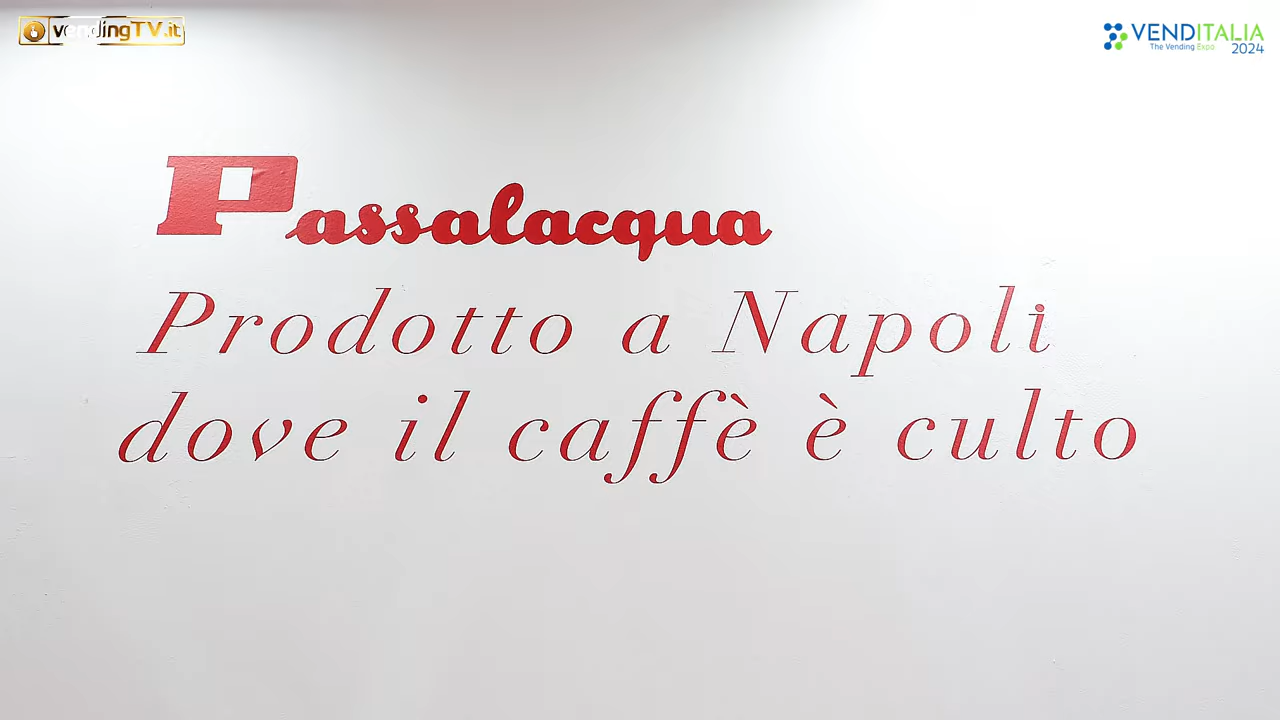 vendingTV.it
VENDITALIA
The Vending Expo 2024
Passalacqua
Prodotto a Napoli
dove il caffè è culto